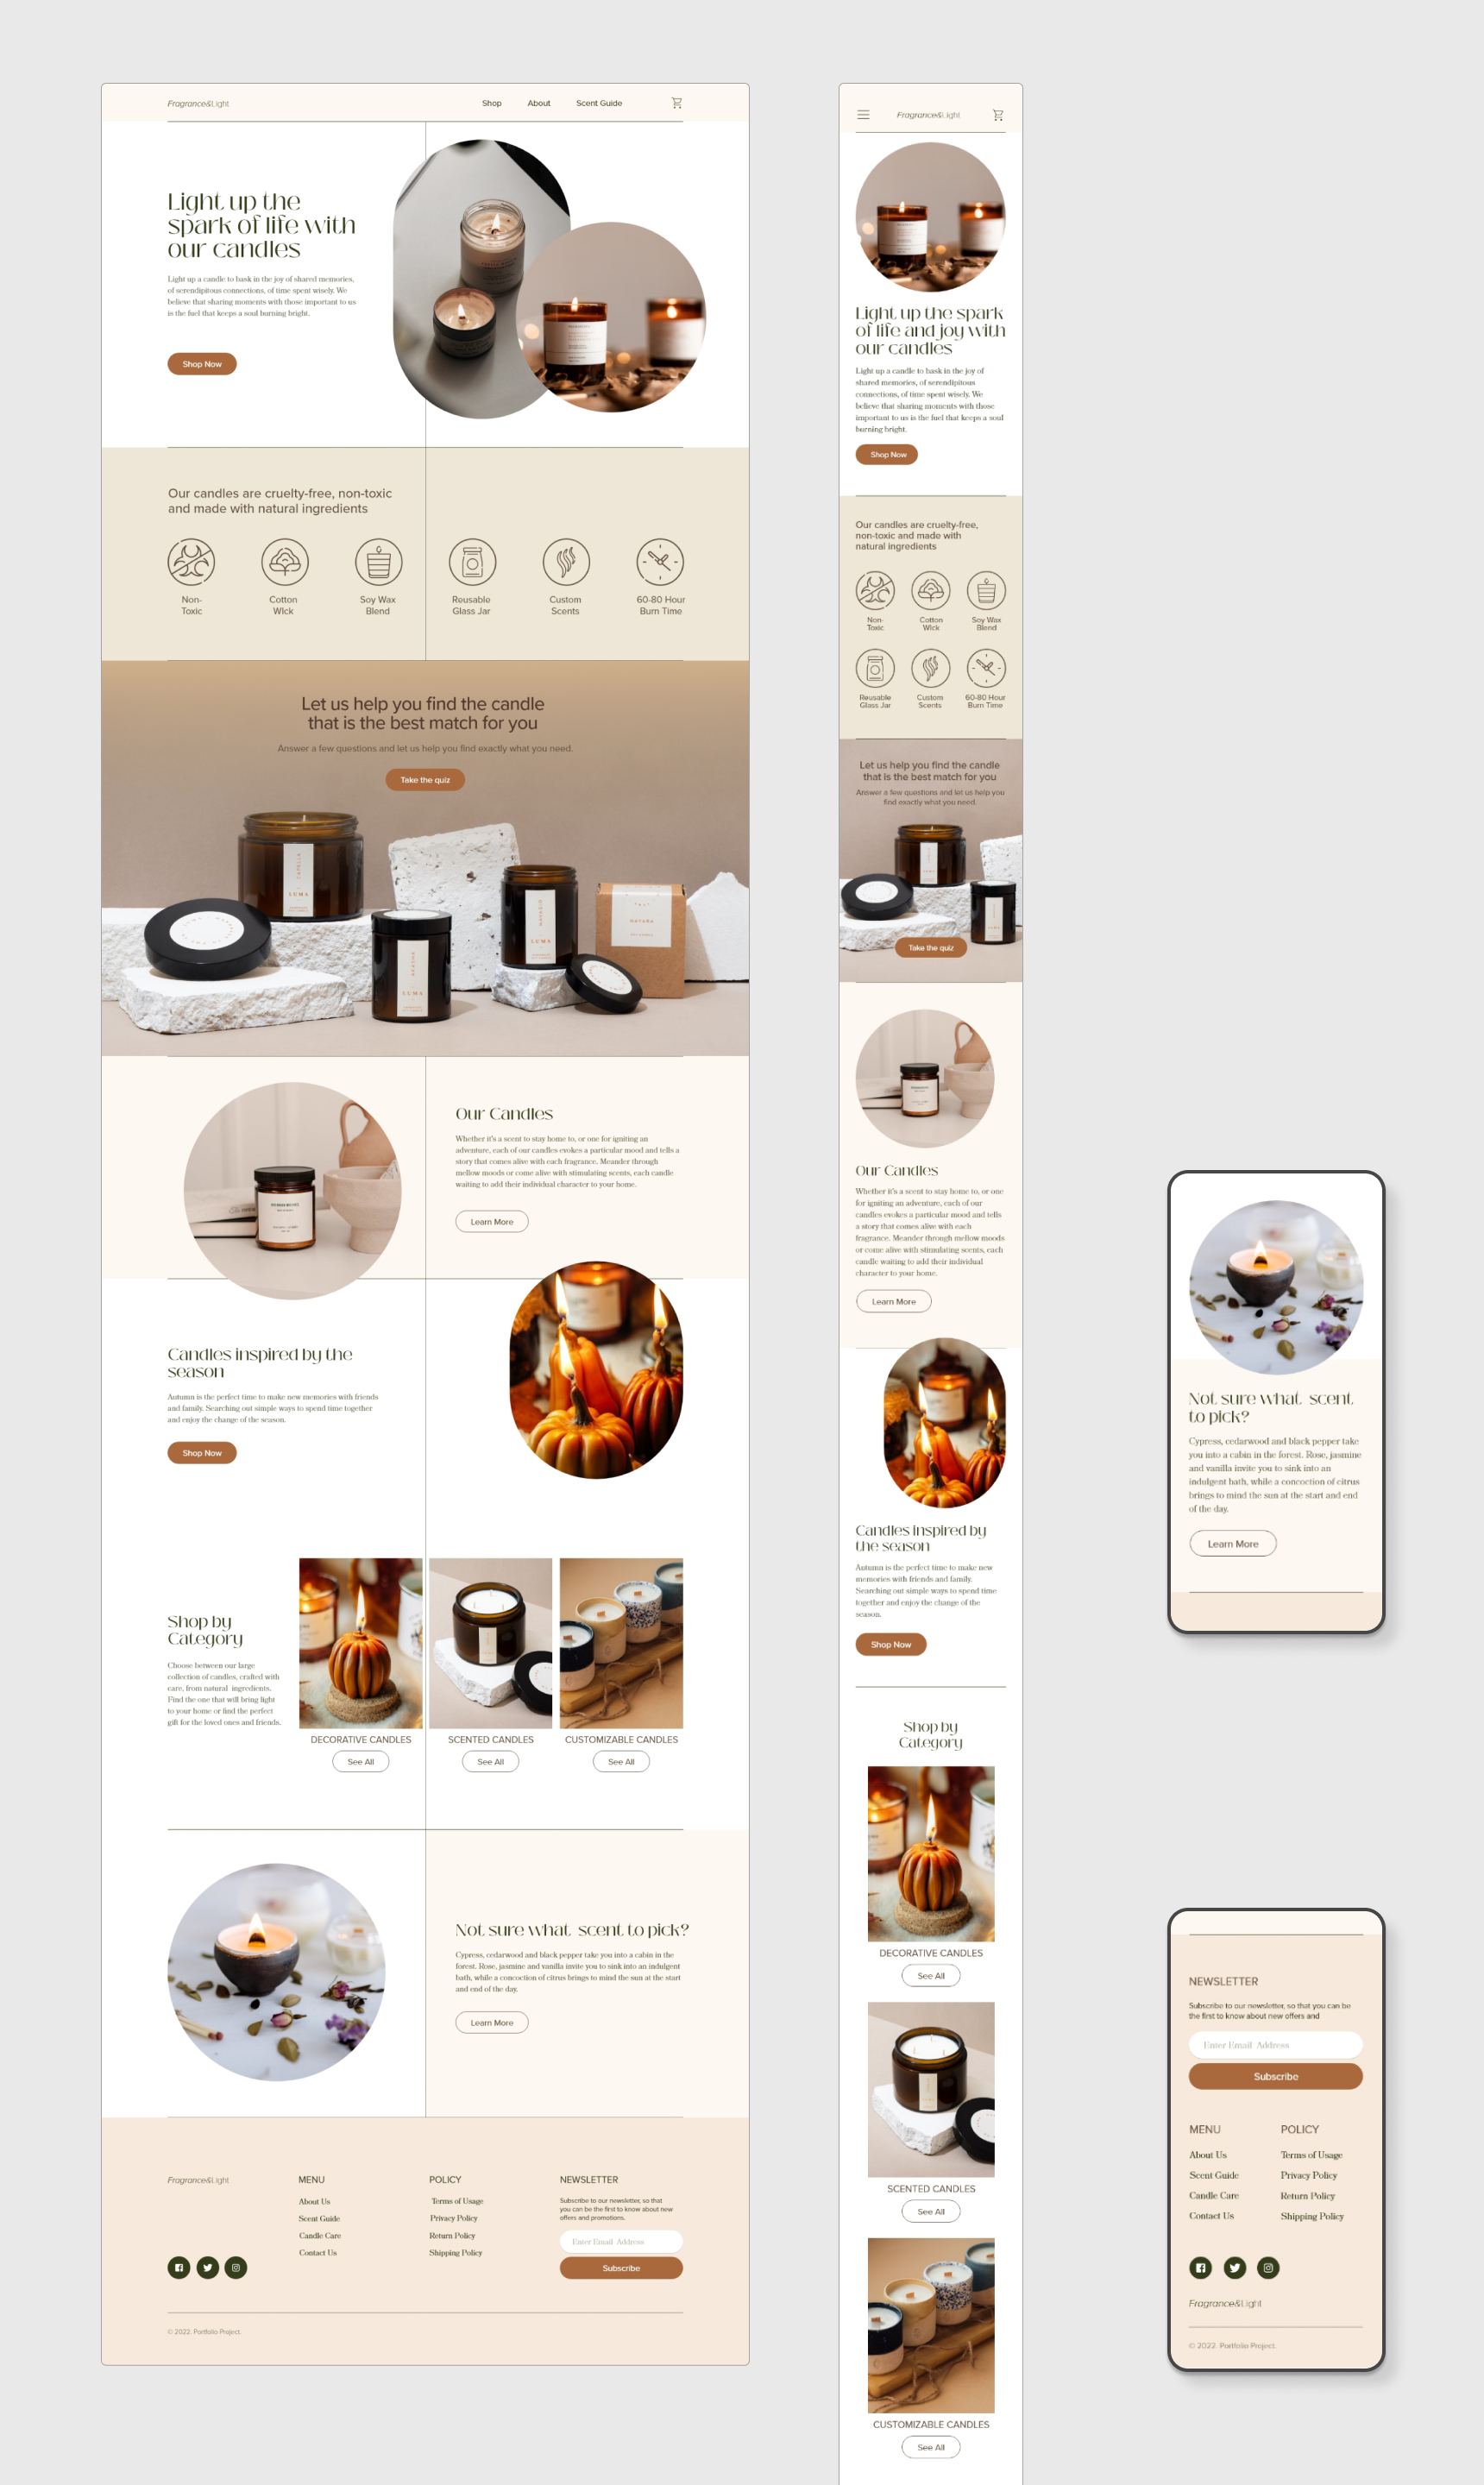 Fragrance&Light
Shop
About
Scent Guide
Light up the
spark of life with
our candles
Light up a candle to bask in the joy of shared memories,
of serendipitous connections, of time spent wisely. We
believe that sharing moments with those important to us
is the fuel that keeps a soul burning bright.
Shop Now
Our candles are cruelty-free, non-toxic
and made with natural ingredients
Non-
Toxic
Cotton
WIck
Soy Wax
Blend
Reusable
Glass Jar
Custom
Scents
60-80 Hour
Burn Time
Let us help you find the candle
that is the best match for you
Answer a few questions and let us help you find exactly what you need.
Take the quiz
LUMA
LUMA
LUMA
NAVARA
Our Candles
Whether it's a scent to stay home to, or one for igniting an
adventure, each of our candles evokes a particular mood and tells a
story that comes alive with each fragrance. Meander through
mellow moods or come alive with stimulating scents, each candle
waiting to add their individual character to your home.
Learn More
Candles inspired by the
season
Autumn is the perfect time to make new memories with friends
and family. Searching out simple ways to spend time together
and enjoy the change of the season.
Shop Now
Shop by
Category
Choose between our large
collection of candles, crafted with
care, from natural ingredients.
Find the one that will bring light
to your home or find the perfect
gift for the loved ones and friends.
DECORATIVE CANDLES
See All
SCENTED CANDLES
See All
CUSTOMIZABLE CANDLES
See All
Not sure what scent to pick?
Cypress, cedarwood and black pepper take you into a cabin in the
forest. Rose, jasmine and vanilla invite you to sink into an indulgent
bath, while a concoction of citrus brings to mind the sun at the start
and end of the day.
Learn More
Fragrance&Light
MENU
About Us
Scent Guide
Candle Care
Contact Us
POLICY
Terms of Usage
Privacy Policy
Return Policy
Shipping Policy
NEWSLETTER
Subscribe to our newsletter, so that
you can be the first to know about new
offers and promotions.
Enter Email Address
Subscribe
© 2022. Portfolio Project.
Fragrance&Light
Light up the spark
of life and joy with
our candles
Light up a candle to bask in the joy of
shared memories, of serendipitous
connections, of time spent wisely. We
believe that sharing moments with those
important to us is the fuel that keeps a soul
burning bright.
Shop Now
Our candles are cruelty-free,
non-toxic and made with
natural ingredients
Non-
Toxic
Cotton
WIck
Soy Wax
Blend
Reusable
Glass Jar
Custom
Scents
60-80 Hour
Burn Time
Let us help you find the candle
that is the best match for you
Answer a few questions and let us help you
find exactly what you need.
Take the quiz
Our Candles
Whether it's a scent to stay home to, or one
for igniting an adventure, each of our
candles evokes a particular mood and tells
a story that comes alive with each
fragrance. Meander through mellow moods
or come alive with stimulating scents, each
candle waiting to add their individual
character to your home.
Learn More
Candles inspired by
the season
Autumn is the perfect time to make new
memories with friends and family.
Searching out simple ways to spend time
together and enjoy the change of the
season.
Shop Now
Shop by
Category
DECORATIVE CANDLES
See All
SCENTED CANDLES
See All
CUSTOMIZABLE CANDLES
See All
Not sure what scent
to pick?
Cypress, cedarwood and black pepper take
you into a cabin in the forest. Rose, jasmine
and vanilla invite you to sink into an
indulgent bath, while a concoction of citrus
brings to mind the sun at the start and end
of the day.
Learn More
NEWSLETTER
Subscribe to our newsletter, so that you can be
the first to know about new offers and
Enter Email Address
Subscribe
MENU
About Us
Scent Guide
Candle Care
Contact Us
POLICY
Terms of Usage
Privacy Policy
Return Policy
Shipping Policy
Fragrance&Light
© 2022. Portfolio Project.